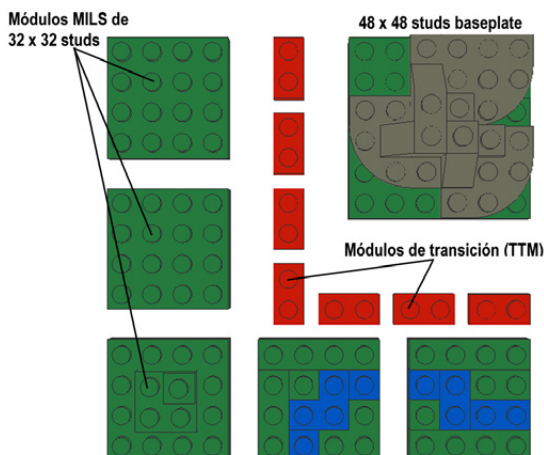 Módulos MILS de
32 x 32 studs
48 x 48 studs baseplate
Módulos de transición (TTM)